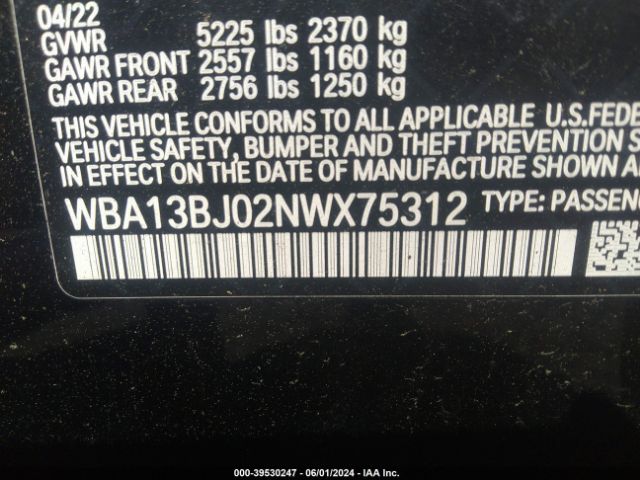 04/22
GVWR 5225 lbs 2370 kg
GAWR FRONT 2557 lbs 1160 kg
GAWR REAR 2756 lbs 1250 kg
THIS VEHICLE CONFORMS TO ALL APPLICABLE U.S.FEDE
VEHICLE SAFETY, BUMPER AND THEFT PREVENTION S
IN EFFECT ON THE DATE OF MANUFACTURE SHOWN A
WBA13BJ02NWX75312 TYPE: PASSEN
000-39530247 - 06/01/2024 - IAA Inc.